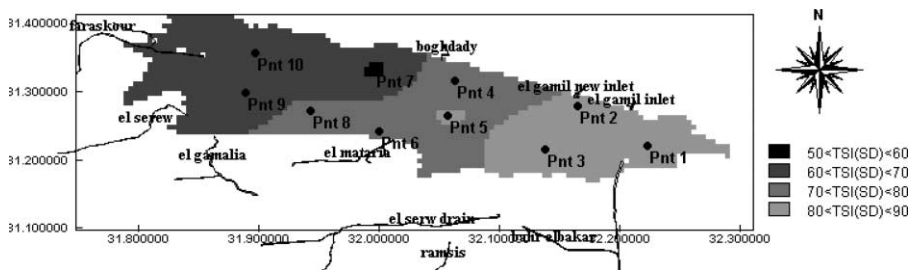 31.400000
faraskour
N
boghdady
Pnt 10
Pnt 7
31.300000
Pnt 9
Pnt 4
el gamil new inlet
el gamil inlet
el serew
Pnt 8
Pnt 5
Pnt 2
Pnt 6
31.200000
el gamalia
el mataria
Pnt 3
Pnt 1
50<TSI(SD)<60
60<TSI(SD)<70
70<TSI(SD)<80
80<TSI(SD)<90
31.100000
el serw drain
31.800000
31.900000
32.000000
32.100000
32.200000
32.300000
ramsis
bahr elbakar